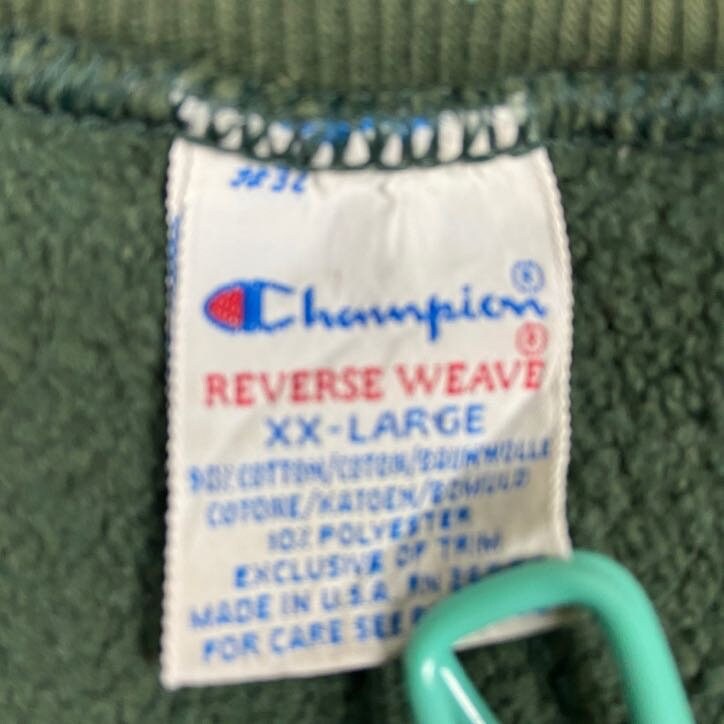 Champion®
REVERSE WEAVE®
XX-LARGE
90% COTTON/COTON/BAUMWOLLE
COTONE/KATOEN/BOMULD
10% POLYESTER
EXCLUSIVE OF TRIM
MADE IN U.S.A. RN
FOR CARE SEE